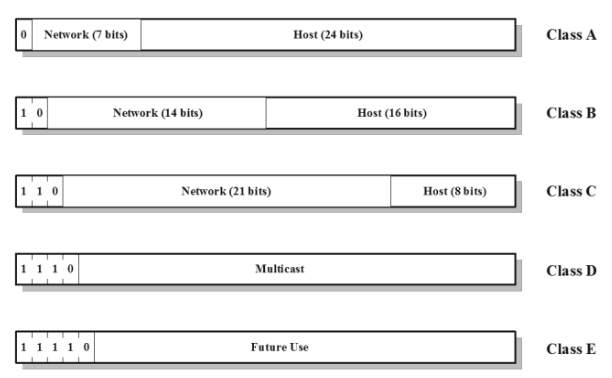 0 Network (7 bits) Host (24 bits) Class A
1 0 Network (14 bits) Host (16 bits) Class B
1 1 0 Network (21 bits) Host (8 bits) Class C
1 1 1 0 Multicast Class D
1 1 1 1 0 Future Use Class E